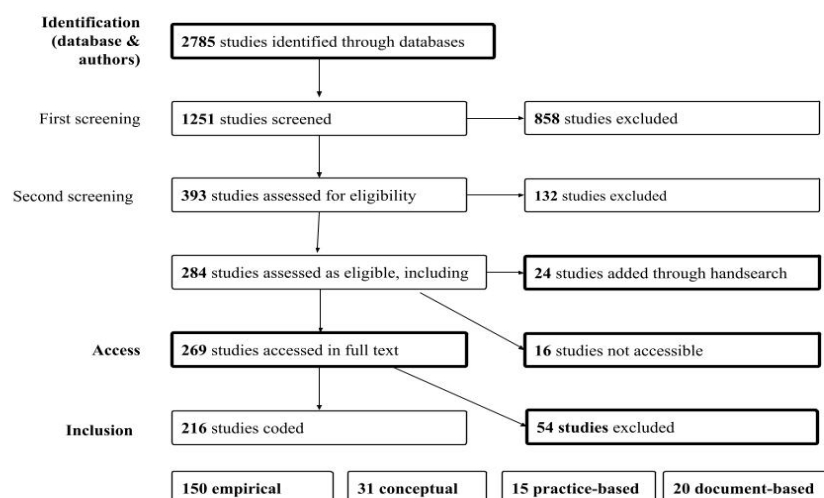 Identification
(database &
authors)
2785 studies identified through databases
First screening
1251 studies screened
858 studies excluded
Second screening
393 studies assessed for eligibility
132 studies excluded
284 studies assessed as eligible, including
24 studies added through handsearch
Access
269 studies accessed in full text
16 studies not accessible
Inclusion
216 studies coded
54 studies excluded
150 empirical
31 conceptual
15 practice-based
20 document-based